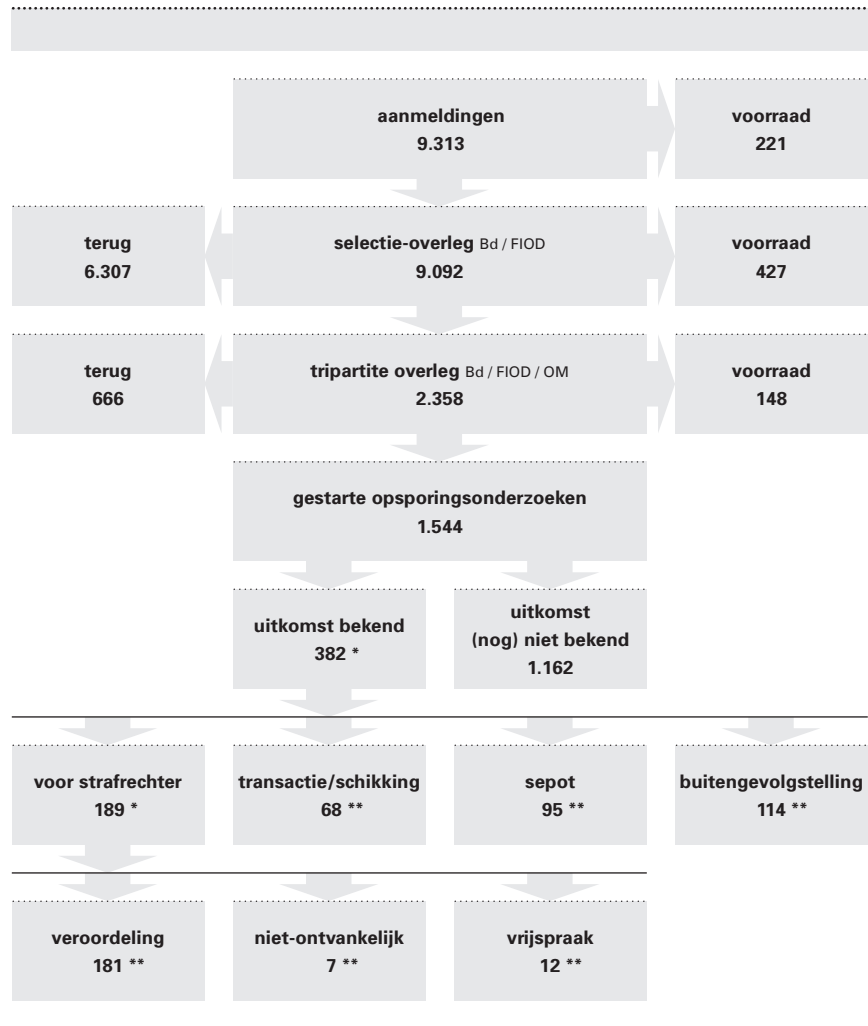 aanmeldingen
9.313
voorraad
221
terug
6.307
selectie-overleg Bd / FIOD
9.092
voorraad
427
terug
666
tripartite overleg Bd / FIOD / OM
2.358
voorraad
148
gestarte opsporingsonderzoeken
1.544
uitkomst bekend
382 *
uitkomst
(nog) niet bekend
1.162
voor strafrechter
189 *
transactie/schikking
68 **
sepot
95 **
buitengevolgstelling
114 **
veroordeling
181 **
niet-ontvankelijk
7 **
vrijspraak
12 **